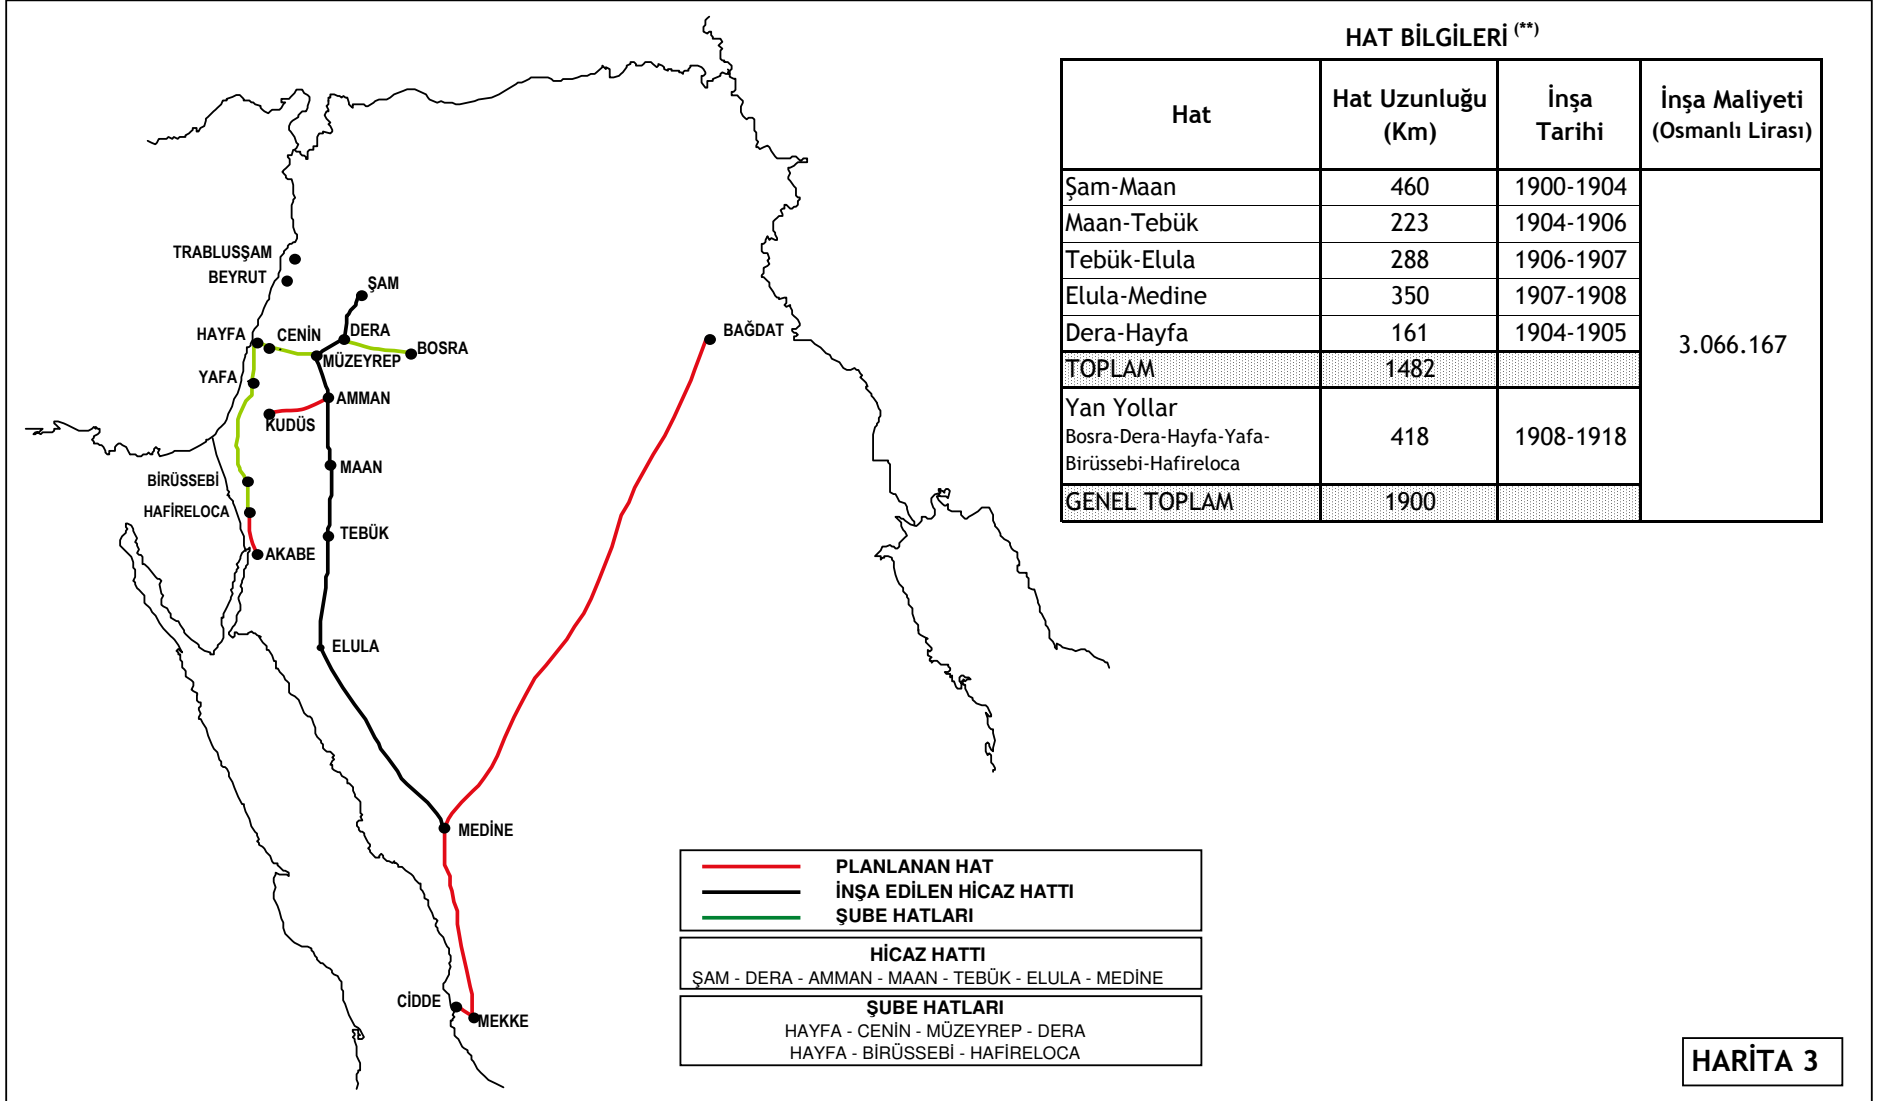 HAT BİLGİLERİ (**)
Hat
Hat Uzunluğu (Km)
İnşa Tarihi
İnşa Maliyeti (Osmanlı Lirası)
Şam-Maan 460 1900-1904
Maan-Tebük 223 1904-1906
Tebük-Elula 288 1906-1907
Elula-Medine 350 1907-1908
Dera-Hayfa 161 1904-1905
3.066.167
TOPLAM 1482
Yan Yollar
Bosra-Dera-Hayfa-Yafa-
Birüssebi-Hafireloca
418 1908-1918
GENEL TOPLAM 1900
TRABLUSŞAM
BEYRUT
ŞAM
HAYFA
CENİN
DERA
BOSRA
MÜZEYREP
BAĞDAT
YAFA
AMMAN
KUDÜS
MAAN
BİRÜSSEBİ
HAFİRELOCA
TEBÜK
AKABE
ELULA
MEDİNE
CİDDE
MEKKE
PLANLANAN HAT
İNŞA EDİLEN HİCAZ HATTI
ŞUBE HATLARI
HİCAZ HATTI
ŞAM - DERA - AMMAN - MAAN - TEBÜK - ELULA - MEDİNE
ŞUBE HATLARI
HAYFA - CENİN - MÜZEYREP - DERA
HAYFA - BİRÜSSEBİ - HAFİRELOCA
HARİTA 3